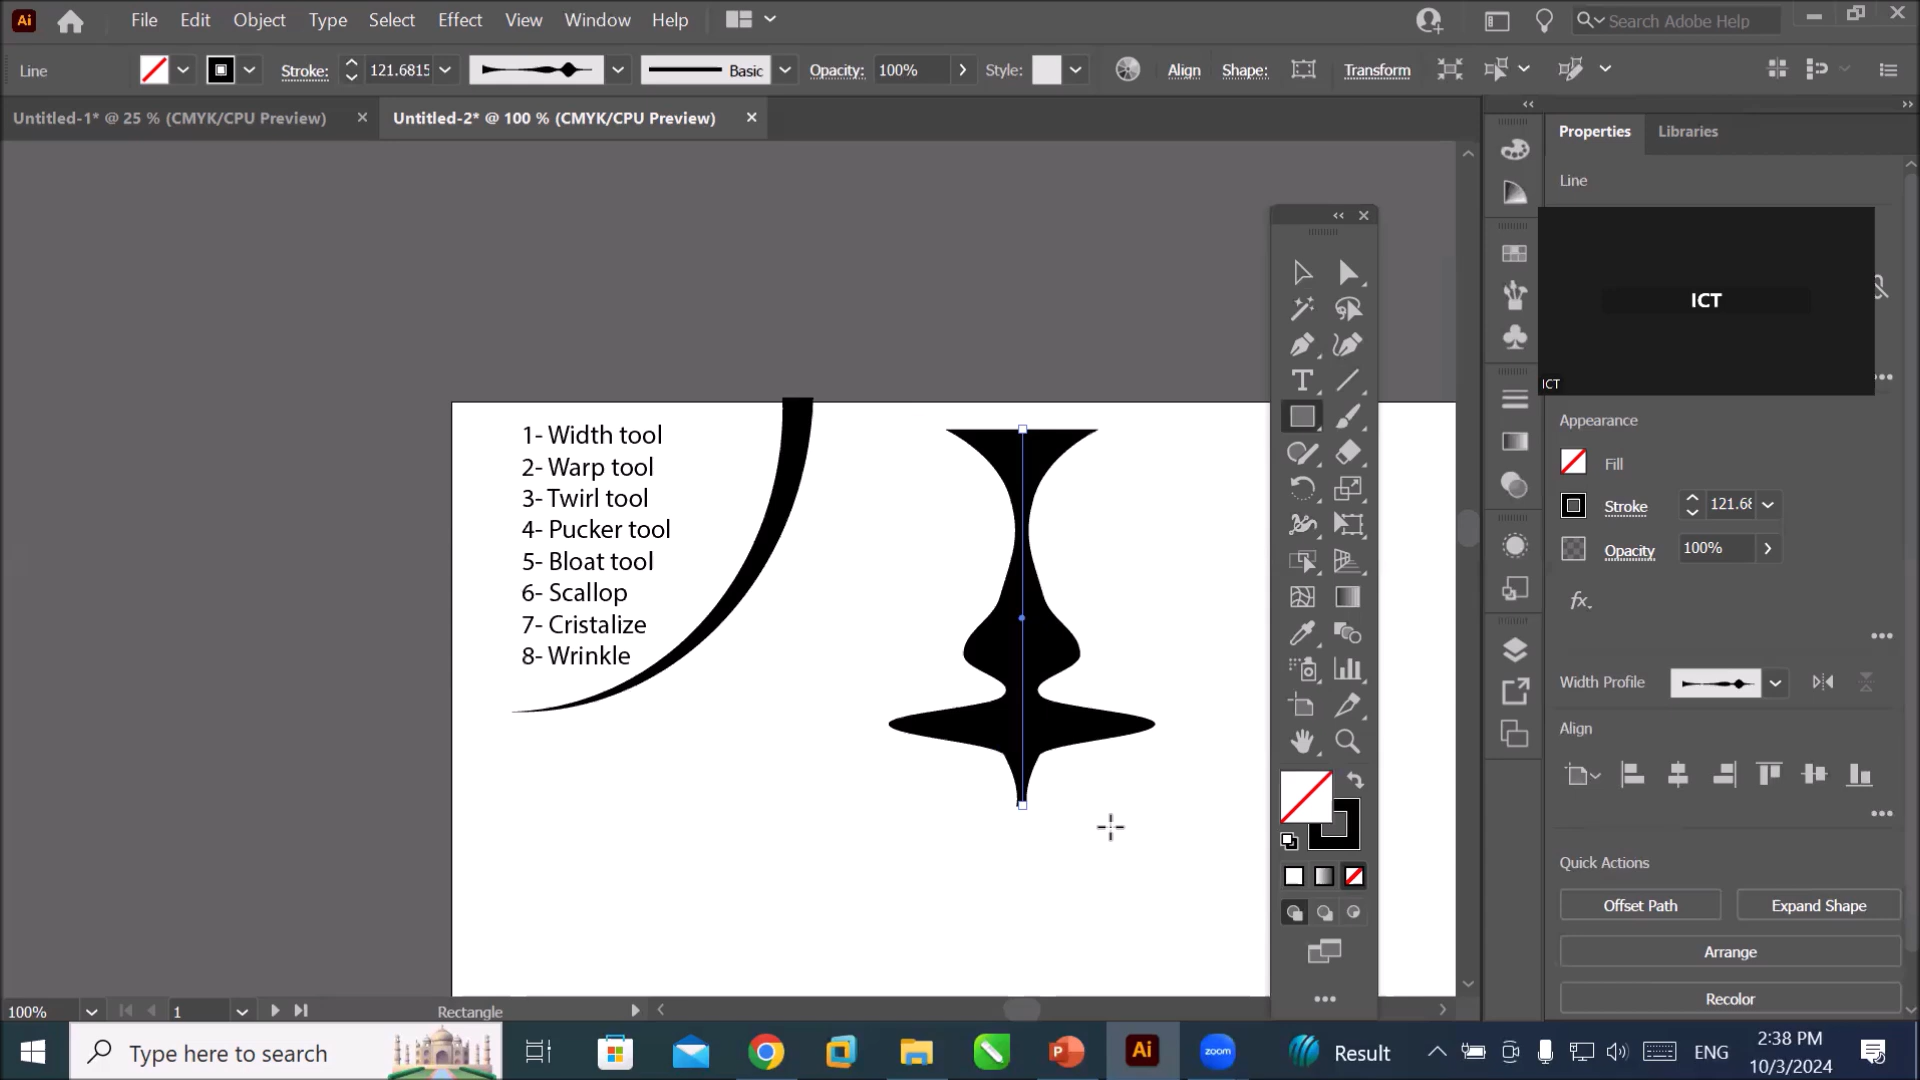 Ai File Edit Object Type Select Effect View Window Help Search Adobe Help
Line Stroke: 121.6815 Basic Opacity: 100% Style: Align Shape: Transform
Untitled-1* @ 25 % (CMYK/CPU Preview) Untitled-2* @ 100 % (CMYK/CPU Preview)
Properties Libraries
Line
ICT
ICT
1- Width tool
2- Warp tool
3- Twirl tool
4- Pucker tool
5- Bloat tool
6- Scallop
7- Cristalize
8- Wrinkle
Appearance
Fill
Stroke 121.68
Opacity 100%
fx.
Width Profile
Align
Quick Actions
Offset Path Expand Shape
Arrange
Recolor
100% 1 Rectangle
Type here to search Ai zoom Result ENG 2:38 PM
10/3/2024